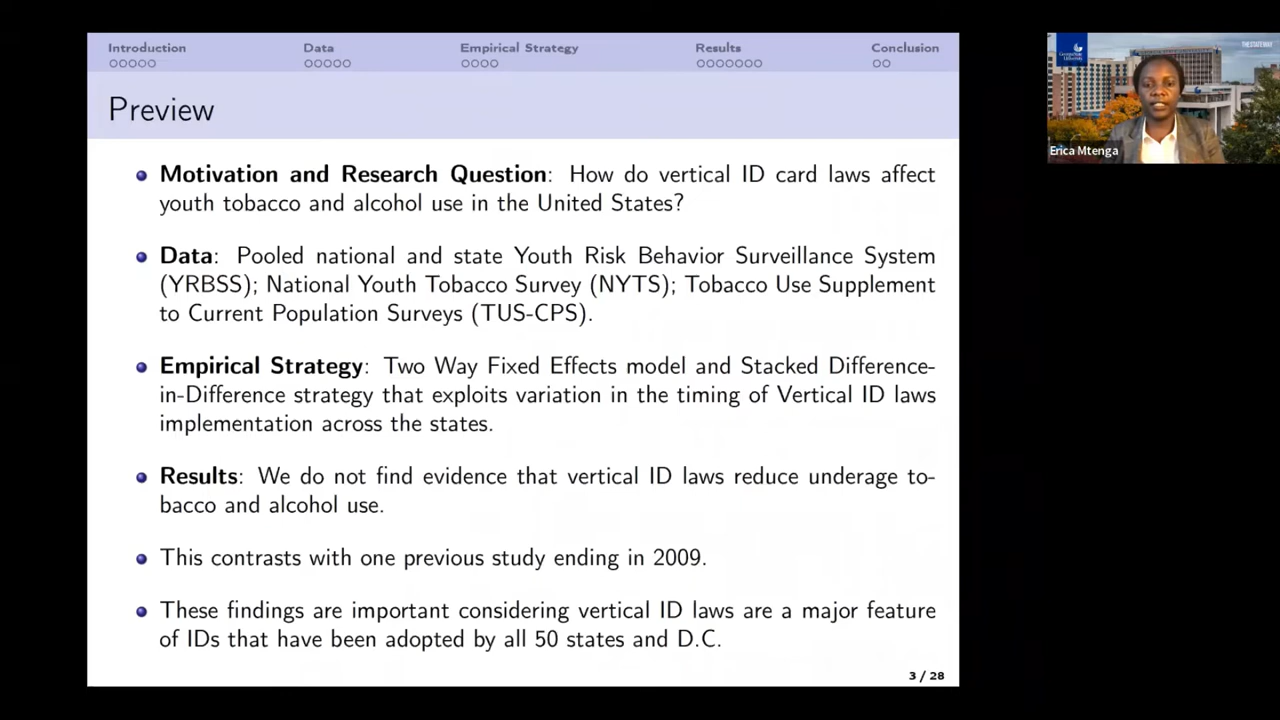 Introduction
Data
Empirical Strategy
Results
Conclusion
Preview
Motivation and Research Question: How do vertical ID card laws affect
youth tobacco and alcohol use in the United States?
Data: Pooled national and state Youth Risk Behavior Surveillance System
(YRBSS); National Youth Tobacco Survey (NYTS); Tobacco Use Supplement
to Current Population Surveys (TUS-CPS).
Empirical Strategy: Two Way Fixed Effects model and Stacked Difference-
in-Difference strategy that exploits variation in the timing of Vertical ID laws
implementation across the states.
Results: We do not find evidence that vertical ID laws reduce underage to-
bacco and alcohol use.
This contrasts with one previous study ending in 2009.
These findings are important considering vertical ID laws are a major feature
of IDs that have been adopted by all 50 states and D.C.
3 / 28
THESTATEWAY
Georgia State
University
Erica Mtenga